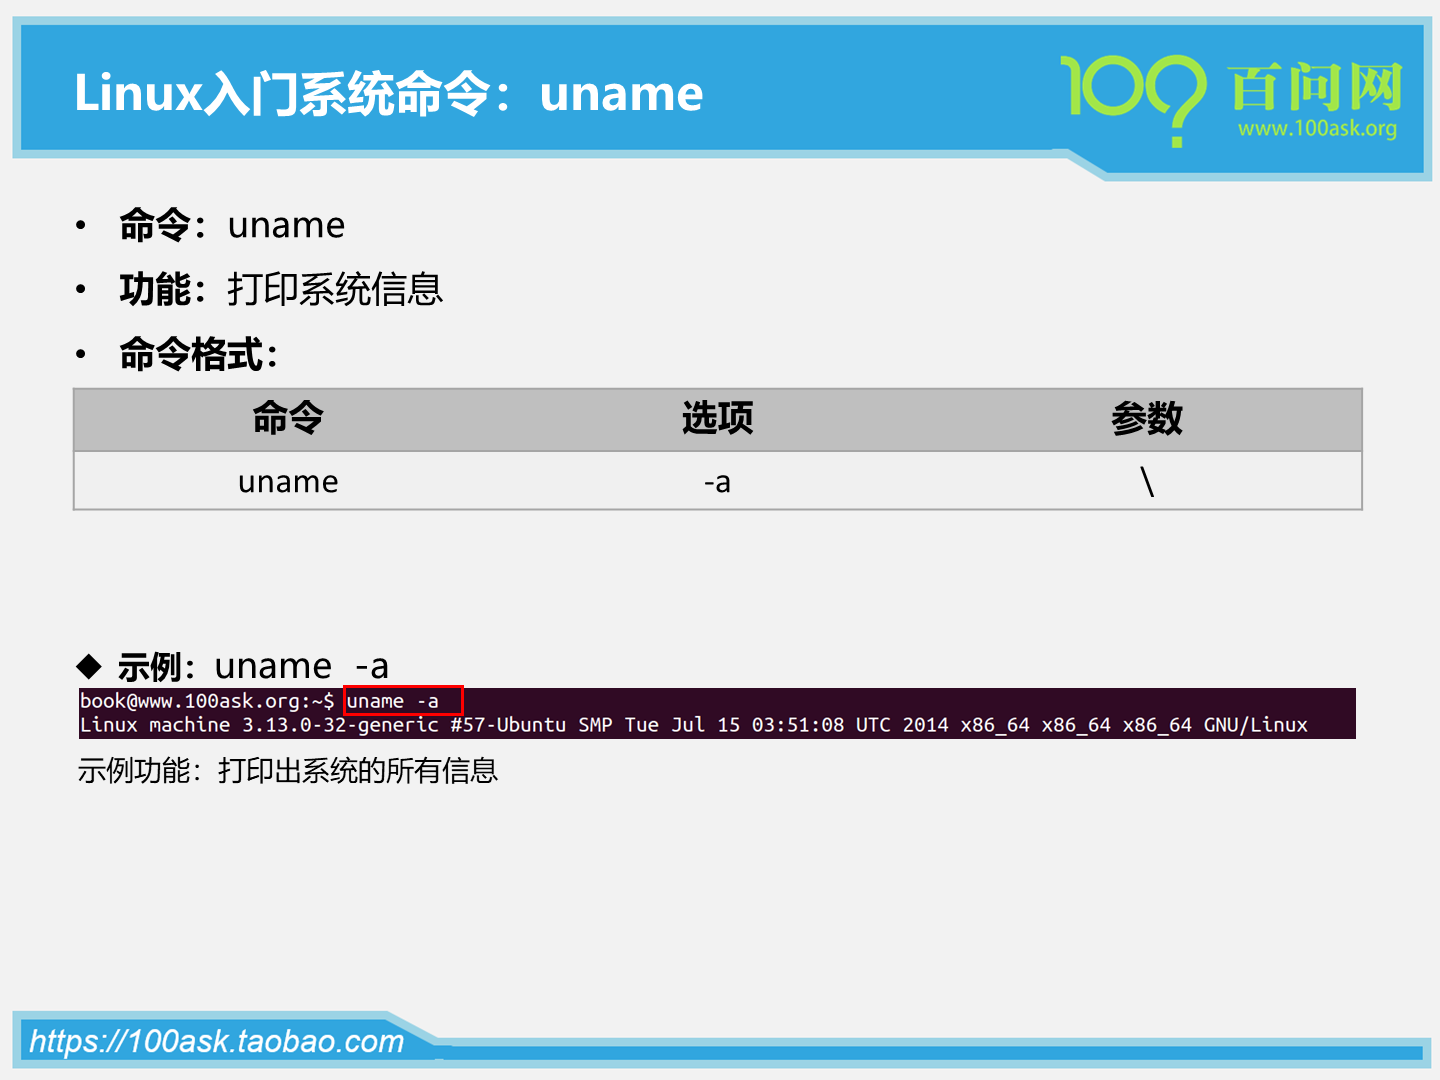 Linux入门系统命令：uname
100?
百问网
www.100ask.org
• 命令：uname
• 功能：打印系统信息
• 命令格式：
命令 选项 参数
uname -a \
◆ 示例：uname -a
book@www.100ask.org:~$ uname -a
Linux machine 3.13.0-32-generic #57-Ubuntu SMP Tue Jul 15 03:51:08 UTC 2014 x86_64 x86_64 x86_64 GNU/Linux
示例功能：打印出系统的所有信息
https://100ask.taobao.com